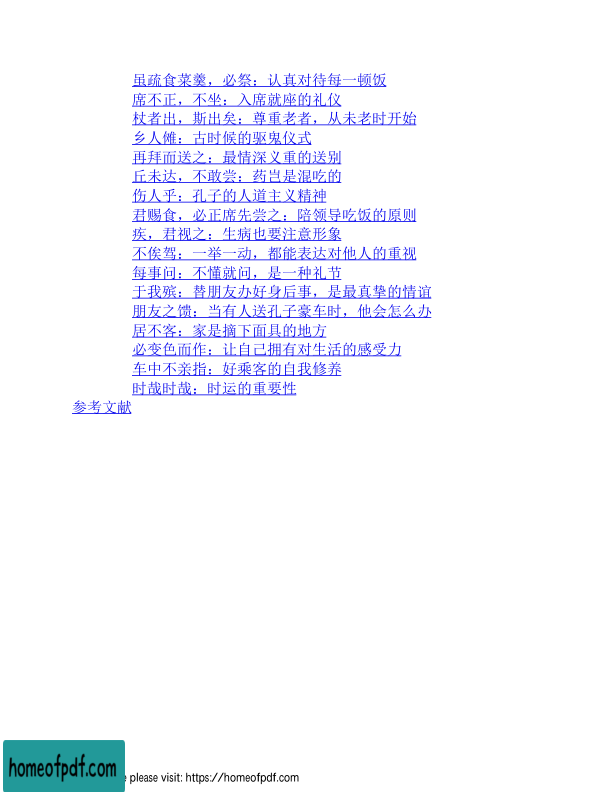 虽疏食菜羹，必祭：认真对待每一顿饭
席不正，不坐：入席就座的礼仪
杖者出，斯出矣：尊重老者，从未老时开始
乡人傩：古时候的驱鬼仪式
再拜而送之：最情深义重的送别
丘未达，不敢尝：药岂是混吃的
伤人乎：孔子的人道主义精神
君赐食，必正席先尝之：陪领导吃饭的原则
疾，君视之：生病也要注意形象
不俟驾：一举一动，都能表达对他人的重视
每事问：不懂就问，是一种礼节
于我殡：替朋友办好身后事，是最真挚的情谊
朋友之馈：当有人送孔子豪车时，他会怎么办
居不客：家是摘下面具的地方
必变色而作：让自己拥有对生活的感受力
车中不亲指：好乘客的自我修养
时哉时哉：时运的重要性
参考文献
homeofpdf.com
e please visit: https://homeofpdf.com